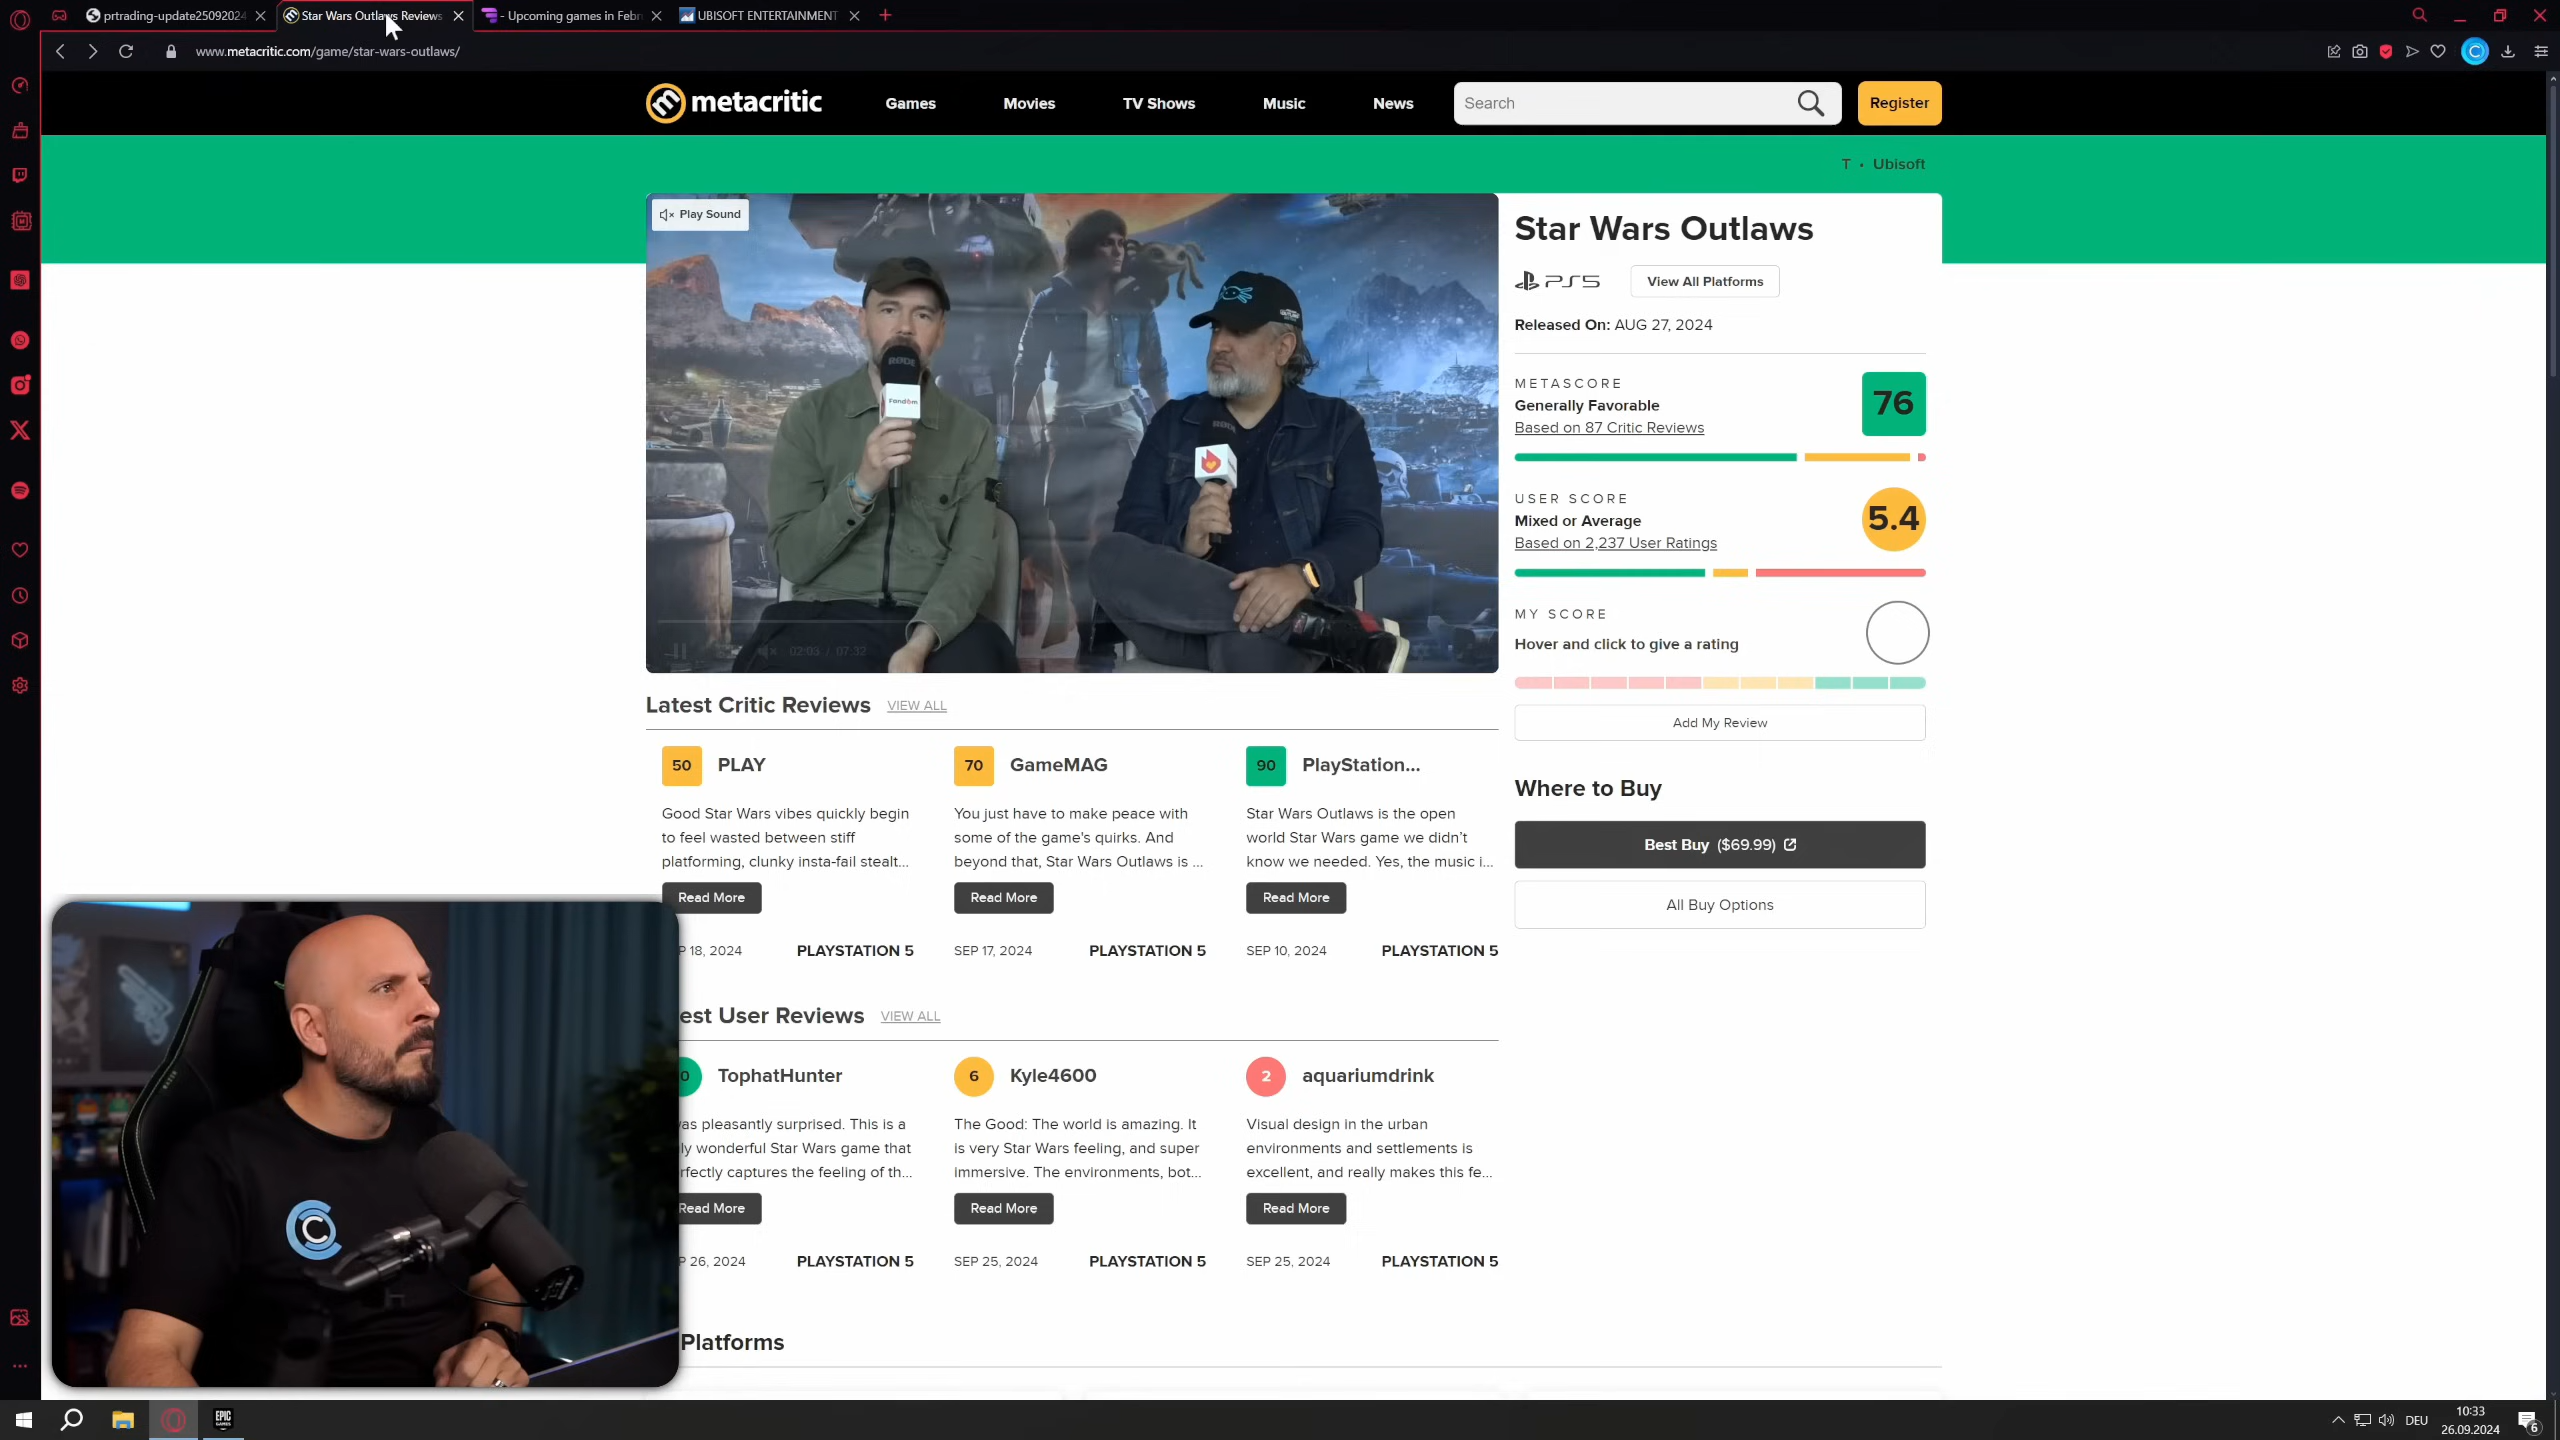 prtrading-update25092024
Star Wars Outlaws Reviews
- Upcoming games in Febr
UBISOFT ENTERTAINMENT
www.metacritic.com/game/star-wars-outlaws/
metacritic
Games
Movies
TV Shows
Music
News
Search
Register
T • Ubisoft
Play Sound
RØDE
Fandom
02:03 / 07:32
Star Wars Outlaws
PS5
View All Platforms
Released On: AUG 27, 2024
METASCORE
Generally Favorable
Based on 87 Critic Reviews
76
USER SCORE
Mixed or Average
Based on 2,237 User Ratings
5.4
MY SCORE
Hover and click to give a rating
Add My Review
Where to Buy
Best Buy ($69.99)
All Buy Options
Latest Critic Reviews VIEW ALL
50 PLAY
Good Star Wars vibes quickly begin
to feel wasted between stiff
platforming, clunky insta-fail stealt...
Read More
P 18, 2024 PLAYSTATION 5
70 GameMAG
You just have to make peace with
some of the game's quirks. And
beyond that, Star Wars Outlaws is ...
Read More
SEP 17, 2024 PLAYSTATION 5
90 PlayStation...
Star Wars Outlaws is the open
world Star Wars game we didn't
know we needed. Yes, the music i...
Read More
SEP 10, 2024 PLAYSTATION 5
est User Reviews VIEW ALL
0 TophatHunter
as pleasantly surprised. This is a
ly wonderful Star Wars game that
rfectly captures the feeling of th...
Read More
P 26, 2024 PLAYSTATION 5
6 Kyle4600
The Good: The world is amazing. It
is very Star Wars feeling, and super
immersive. The environments, bot...
Read More
SEP 25, 2024 PLAYSTATION 5
2 aquariumdrink
Visual design in the urban
environments and settlements is
excellent, and really makes this fe...
Read More
SEP 25, 2024 PLAYSTATION 5
Platforms
EPIC
GAMES
DEU
10:33
26.09.2024
6